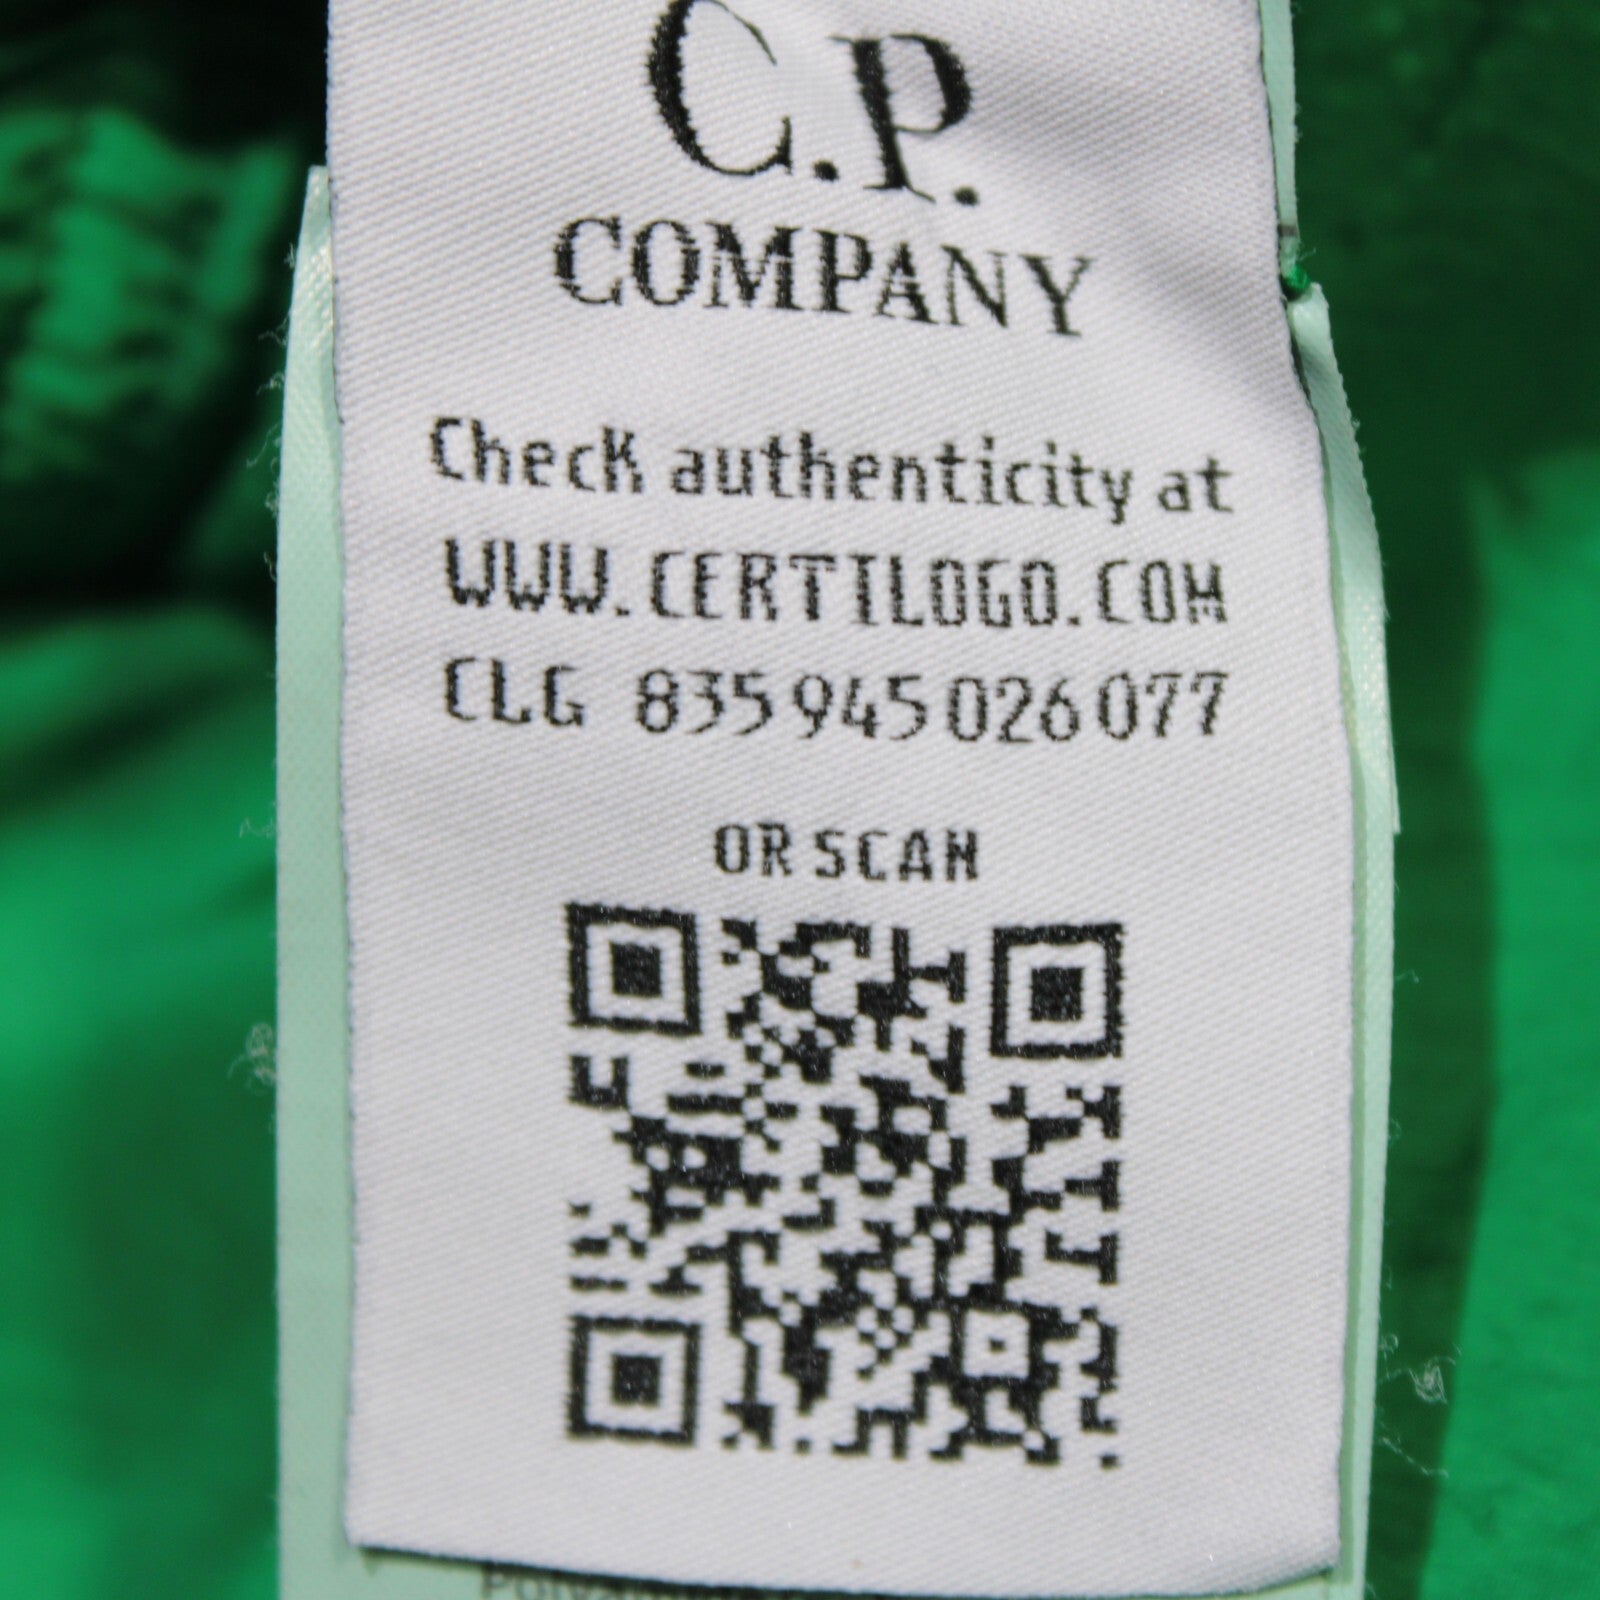 C.P.
COMPANY
Check authenticity at
WWW.CERTILOGO.COM
CLG 835945026077
OR SCAN